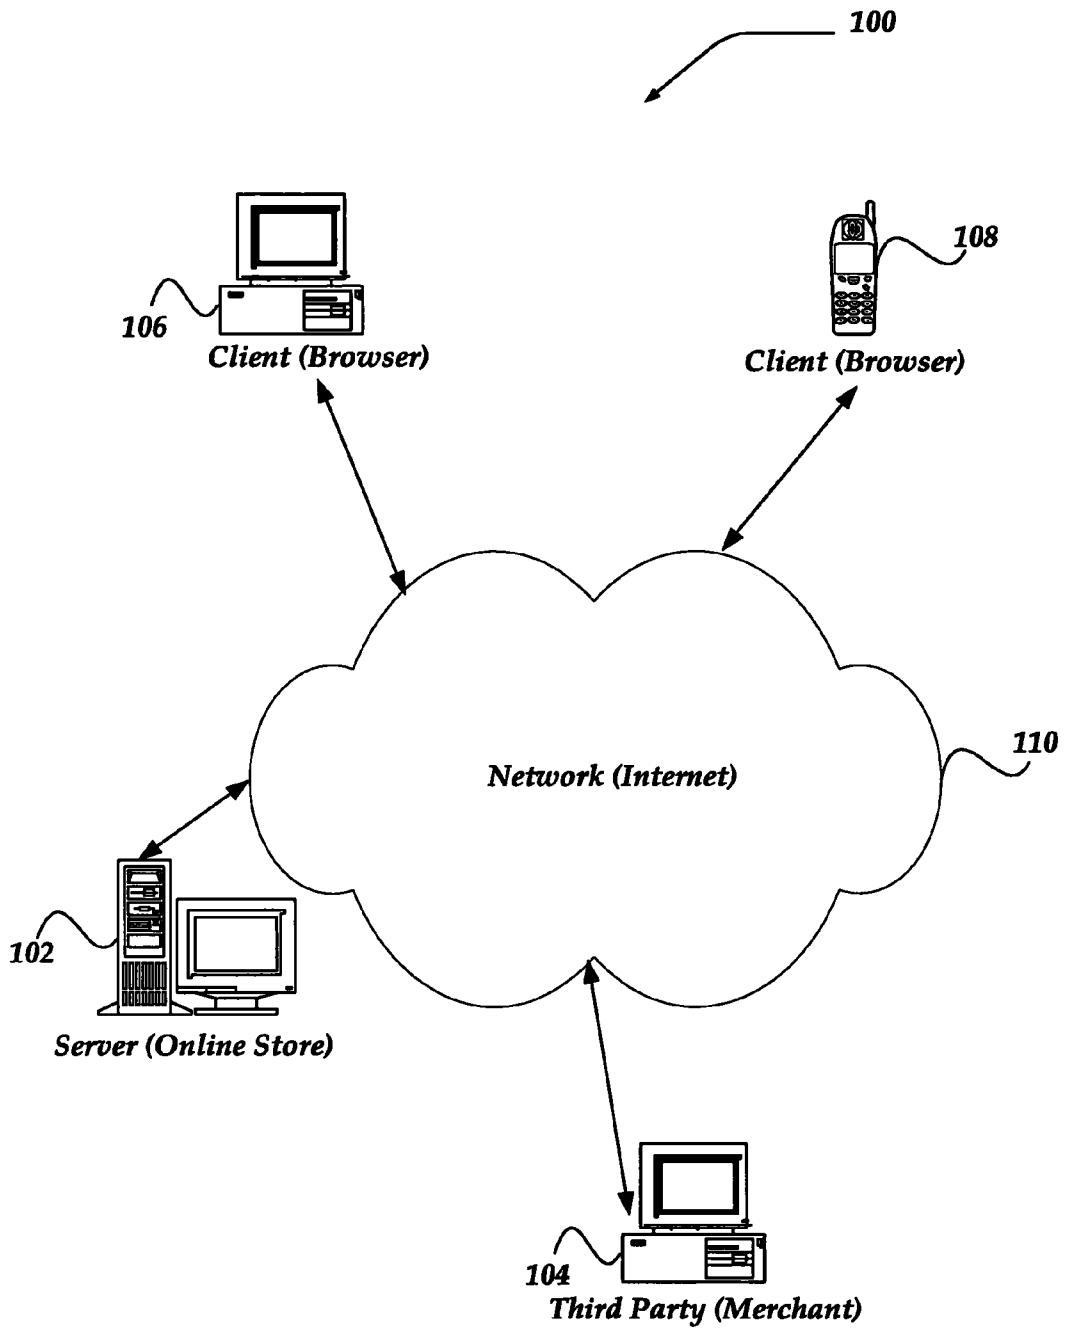 100
108
106
Client (Browser)
Client (Browser)
110
Network (Internet)
102
Server (Online Store)
104
Third Party (Merchant)